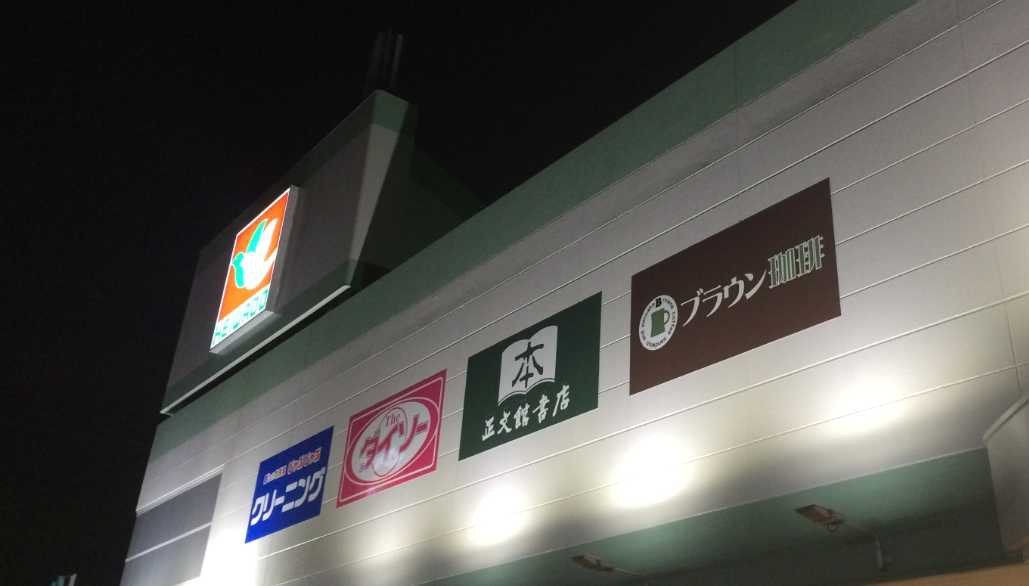 HEIWADO
クリーニング
The
ダイソー
本
正文館書店
ブラウン珈琲